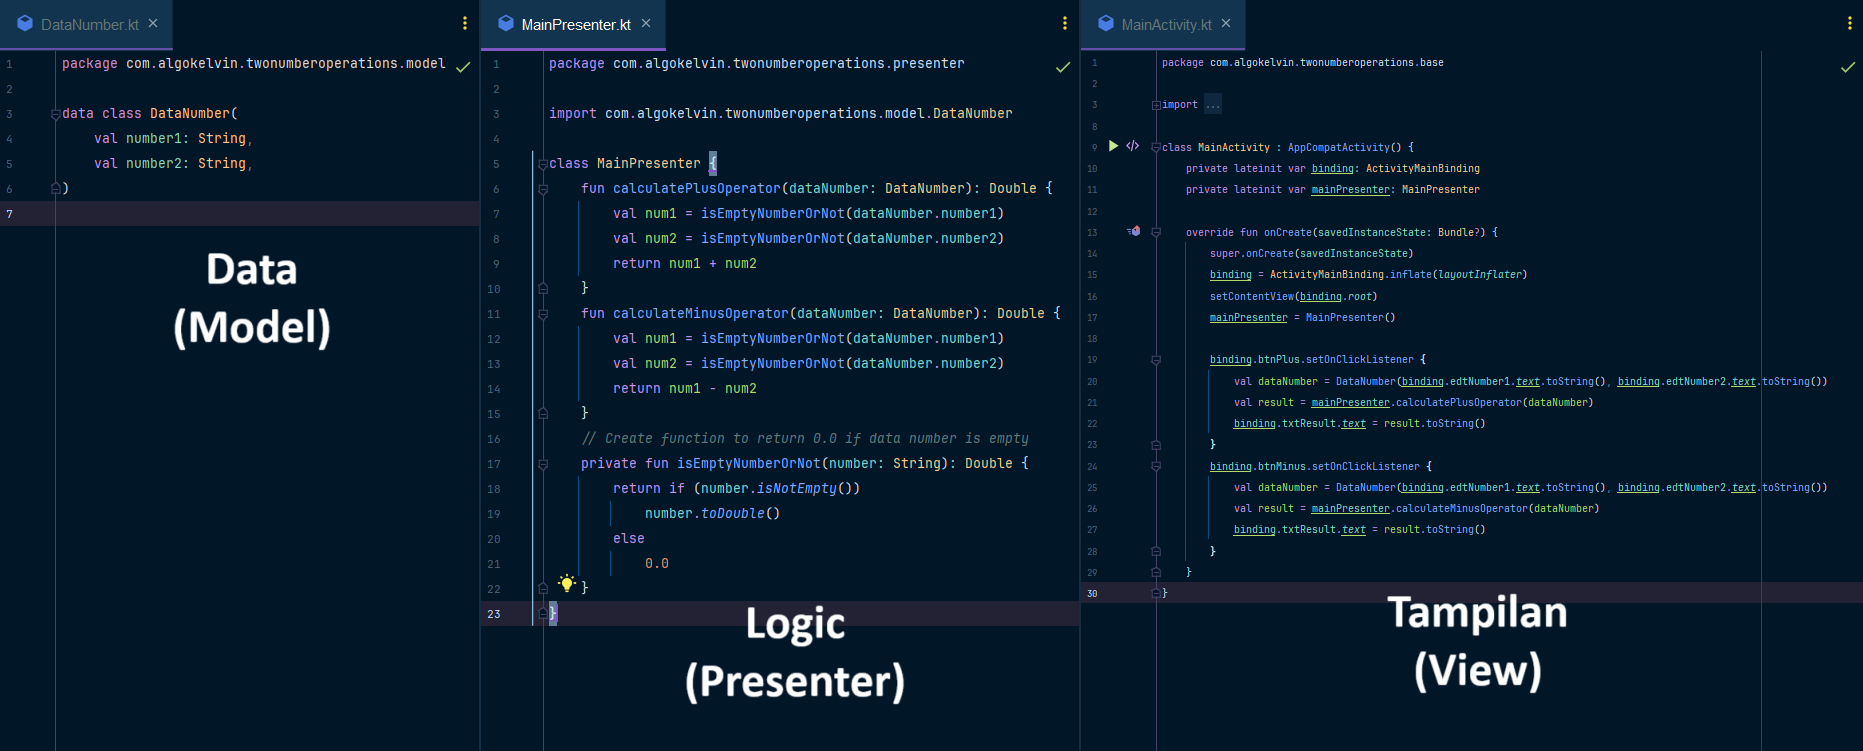 DataNumber.kt
1 package com.algokelvin.twonumberoperations.model
2
3 data class DataNumber(
4 val number1: String,
5 val number2: String,
6 )
7
Data
(Model)
MainPresenter.kt
1 package com.algokelvin.twonumberoperations.presenter
2
3 import com.algokelvin.twonumberoperations.model.DataNumber
4
5 class MainPresenter {
6 fun calculatePlusOperator(dataNumber: DataNumber): Double {
7 val num1 = isEmptyNumberOrNot(dataNumber.number1)
8 val num2 = isEmptyNumberOrNot(dataNumber.number2)
9 return num1 + num2
10 }
11 fun calculateMinusOperator(dataNumber: DataNumber): Double {
12 val num1 = isEmptyNumberOrNot(dataNumber.number1)
13 val num2 = isEmptyNumberOrNot(dataNumber.number2)
14 return num1 - num2
15 }
16 // Create function to return 0.0 if data number is empty
17 private fun isEmptyNumberOrNot(number: String): Double {
18 return if (number.isNotEmpty())
19 number.toDouble()
20 else
21 0.0
22 }
23 }
Logic
(Presenter)
MainActivity.kt
1 package com.algokelvin.twonumberoperations.base
2
3 import ...
8
9 class MainActivity : AppCompatActivity() {
10 private lateinit var binding: ActivityMainBinding
11 private lateinit var mainPresenter: MainPresenter
12
13 override fun onCreate(savedInstanceState: Bundle?) {
14 super.onCreate(savedInstanceState)
15 binding = ActivityMainBinding.inflate(layoutInflater)
16 setContentView(binding.root)
17 mainPresenter = MainPresenter()
18
19 binding.btnPlus.setOnClickListener {
20 val dataNumber = DataNumber(binding.edtNumber1.text.toString(), binding.edtNumber2.text.toString())
21 val result = mainPresenter.calculatePlusOperator(dataNumber)
22 binding.txtResult.text = result.toString()
23 }
24 binding.btnMinus.setOnClickListener {
25 val dataNumber = DataNumber(binding.edtNumber1.text.toString(), binding.edtNumber2.text.toString())
26 val result = mainPresenter.calculateMinusOperator(dataNumber)
27 binding.txtResult.text = result.toString()
28 }
29 }
30 }
Tampilan
(View)